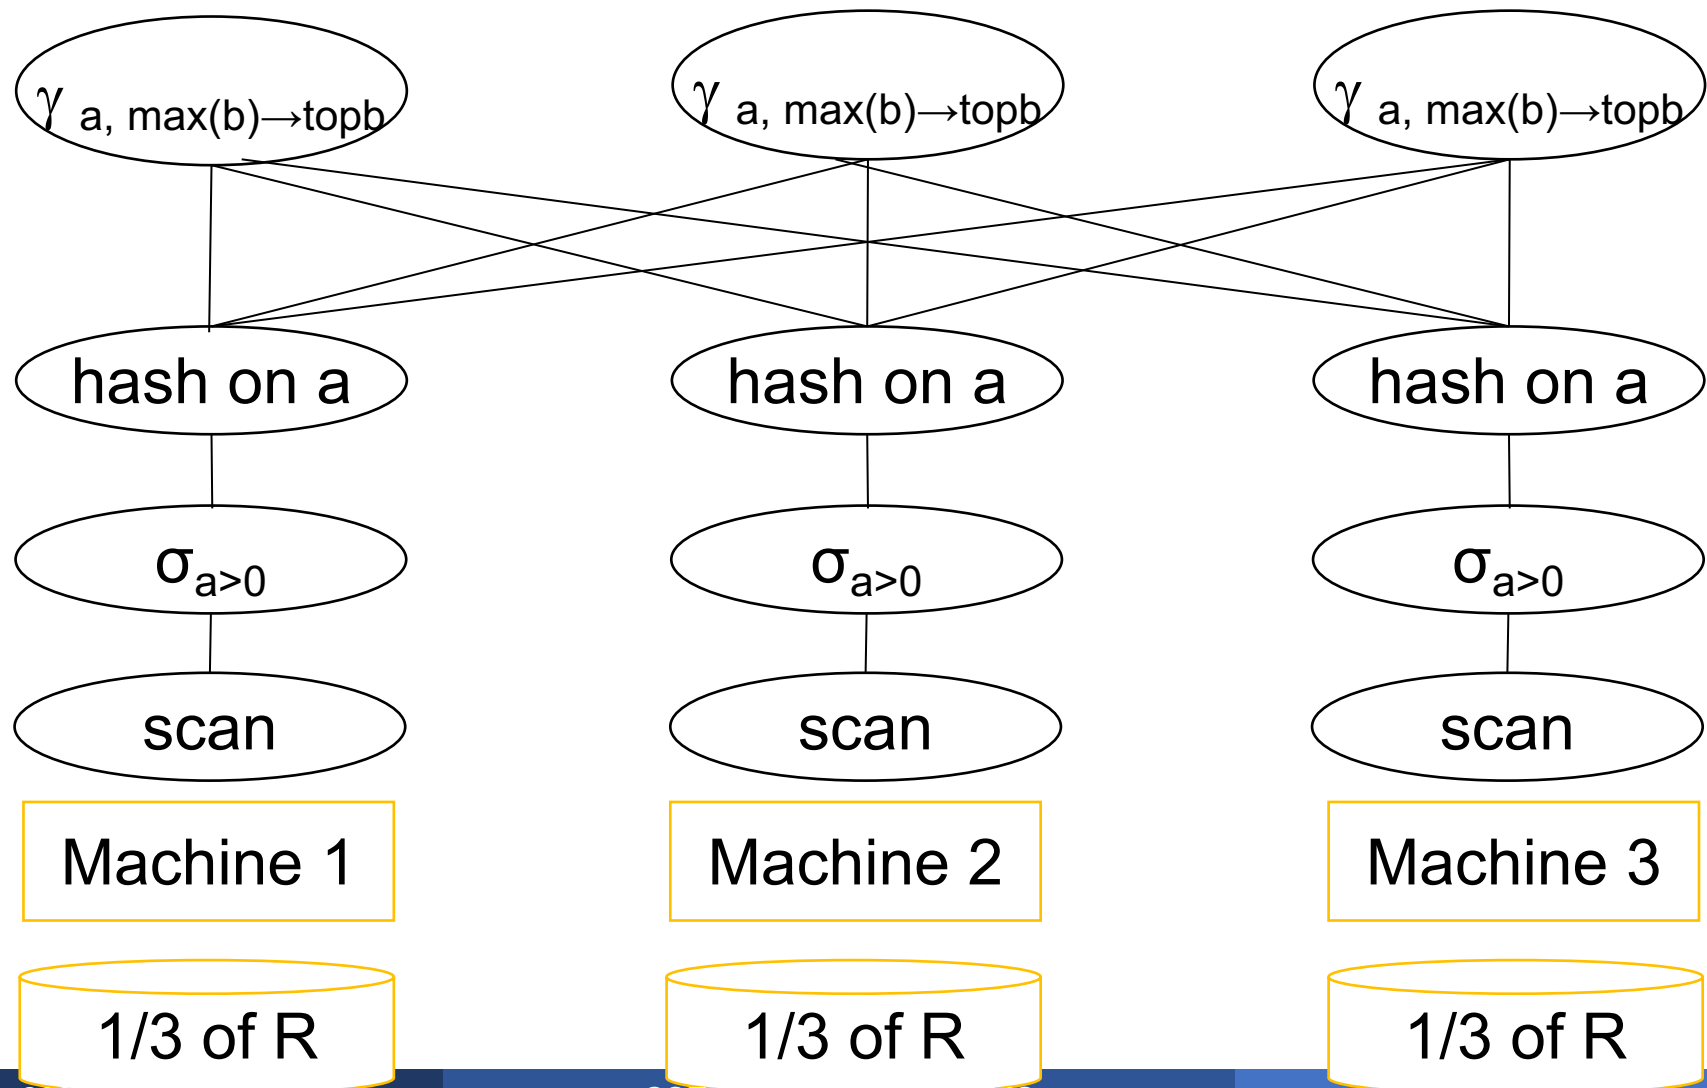 γ a, max(b)→topb γ a, max(b)→topb γ a, max(b)→topb
hash on a hash on a hash on a
σa>0 σa>0 σa>0
scan scan scan
Machine 1 Machine 2 Machine 3
1/3 of R 1/3 of R 1/3 of R